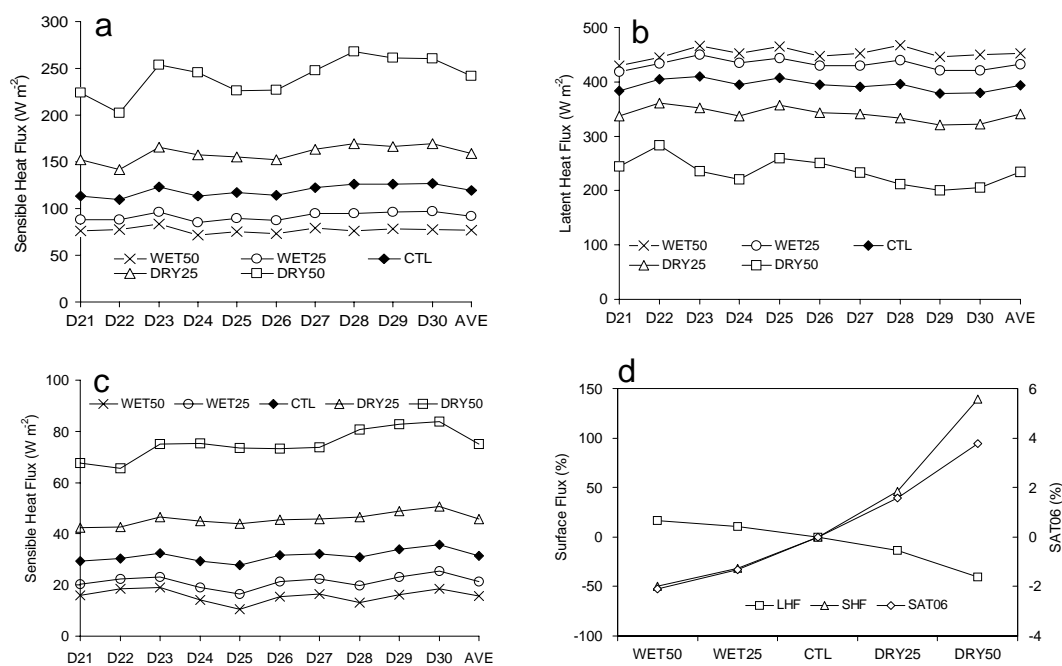 a
Sensible Heat Flux (W m-2)
300
250
200
150
100
50
0
WET50 WET25 CTL
DRY25 DRY50
D21 D22 D23 D24 D25 D26 D27 D28 D29 D30 AVE
b
Latent Heat Flux (W m-2)
500
400
300
200
100
0
WET50 WET25 CTL
DRY25 DRY50
D21 D22 D23 D24 D25 D26 D27 D28 D29 D30 AVE
c
Sensible Heat Flux (W m-2)
100
80
60
40
20
0
WET50 WET25 CTL DRY25 DRY50
D21 D22 D23 D24 D25 D26 D27 D28 D29 D30 AVE
d
Surface Flux (%)
150
100
50
0
-50
-100
6
4
2
0
-2
-4
SAT06 (%)
LHF SHF SAT06
WET50 WET25 CTL DRY25 DRY50